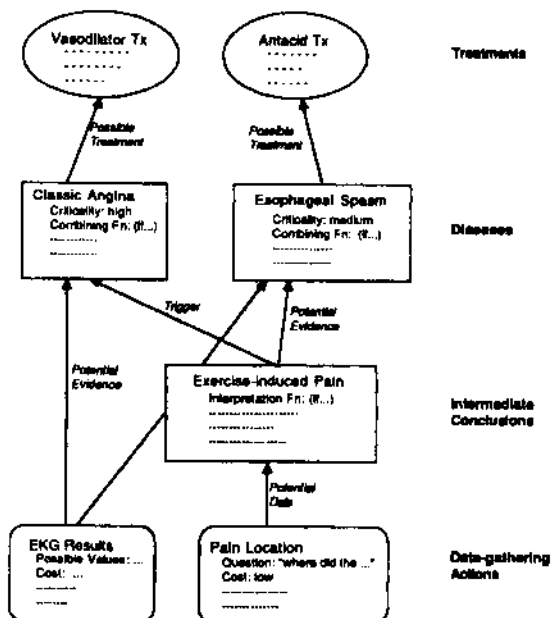 Vasodilator Tx
Antacid Tx
Treatments
Possible
Treatment
Possible
Treatment
Classic Angina
Criticality: high
Combining Fn: (if...)
Esophageal Spasm
Criticality: medium
Combining Fn: (if...)
Diseases
Trigger
Potential
Evidence
Potential
Evidence
Exercise-induced Pain
Interpretation Fn: (if...)
Intermediate
Conclusions
Potential
Data
EKG Results
Possible Values: ...
Cost: ...
Pain Location
Question: "where did the ..."
Cost: low
Data-gathering
Actions